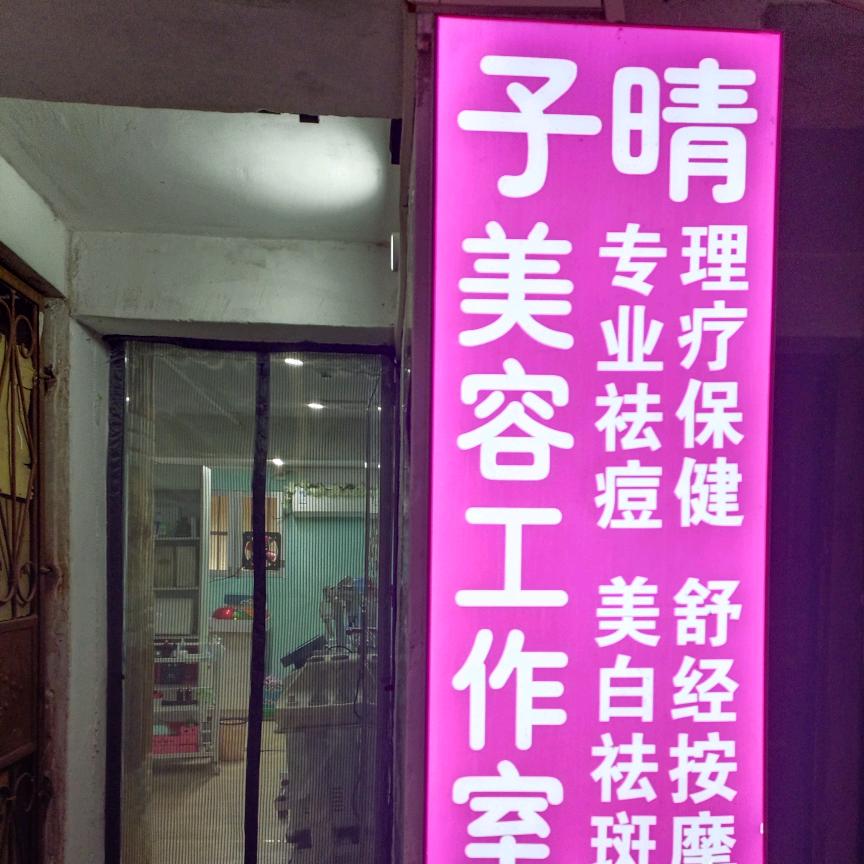 子晴
美容工作室
专业祛痘 美白祛斑
理疗保健 舒经按摩